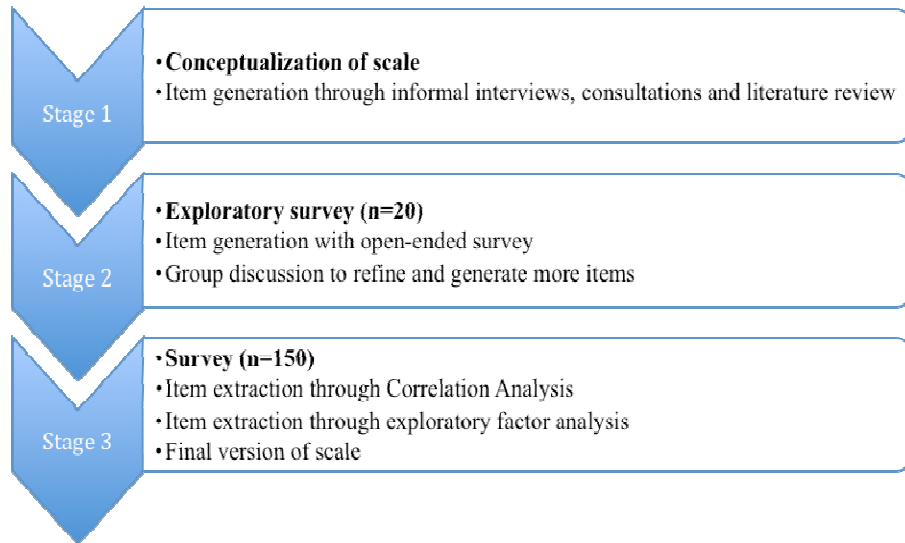 Stage 1
• Conceptualization of scale
• Item generation through informal interviews, consultations and literature review
Stage 2
• Exploratory survey (n=20)
• Item generation with open-ended survey
• Group discussion to refine and generate more items
Stage 3
• Survey (n=150)
• Item extraction through Correlation Analysis
• Item extraction through exploratory factor analysis
• Final version of scale